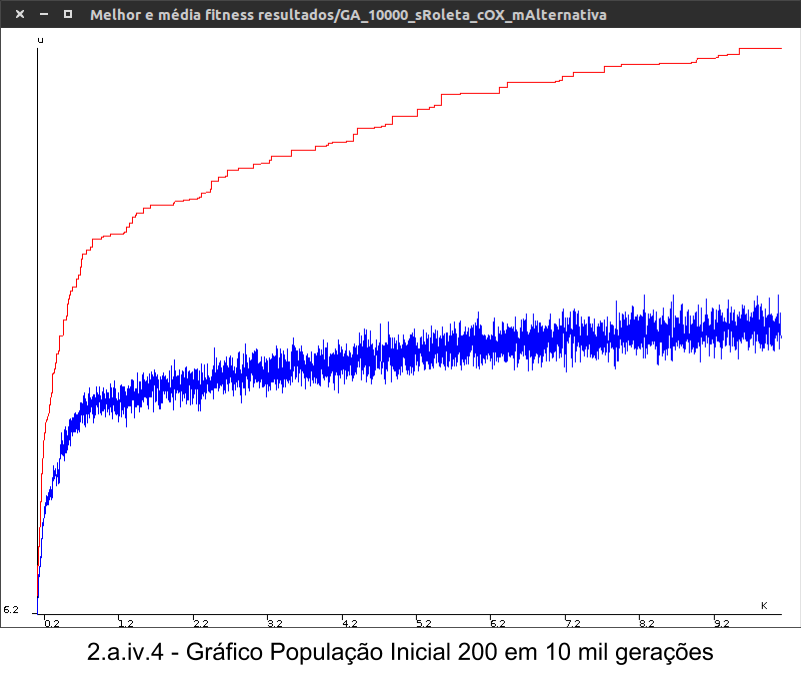 Melhor e média fitness resultados/GA_10000_sRoleta_cOX_mAlternativa
u
6.2
K
0.2 1.2 2.2 3.2 4.2 5.2 6.2 7.2 8.2 9.2
2.a.iv.4 - Gráfico População Inicial 200 em 10 mil gerações